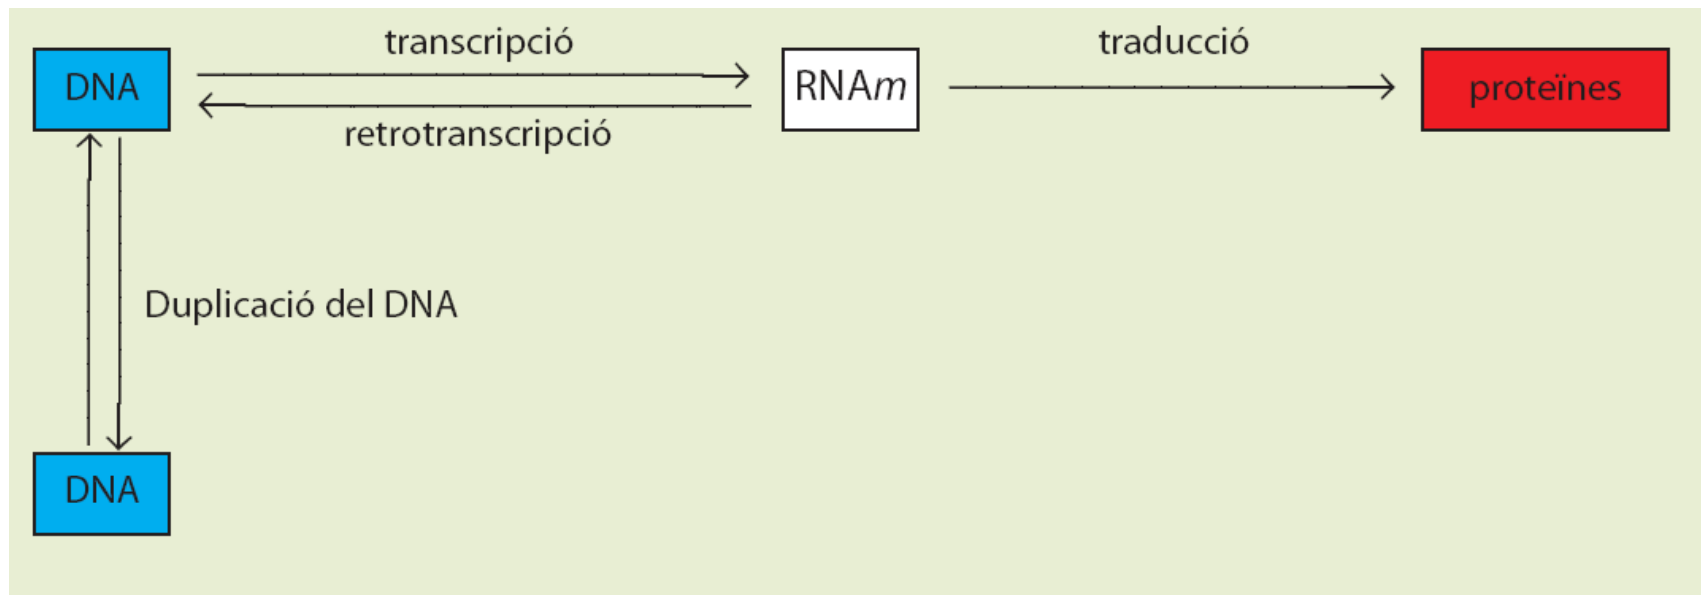 transcripció
DNA
RNAm
traducció
proteïnes
retrotranscripció
Duplicació del DNA
DNA